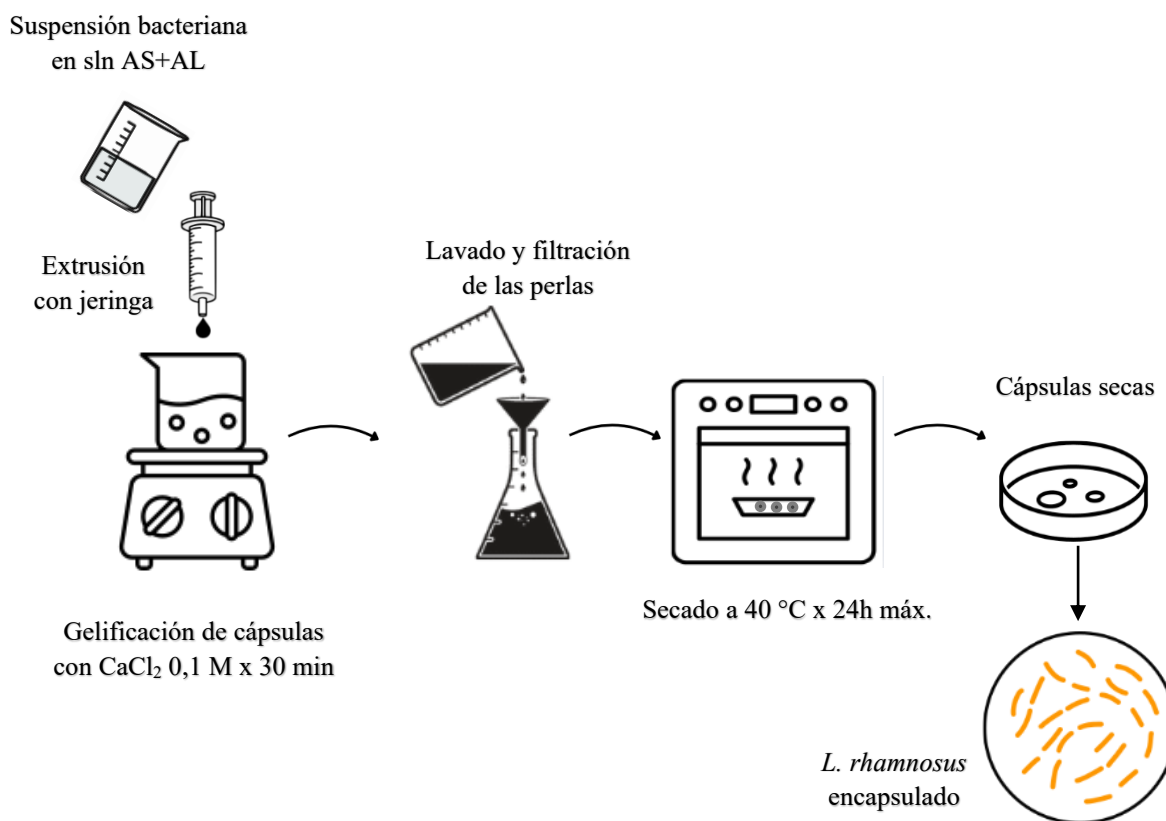 Suspensión bacteriana
en sln AS+AL
Extrusión
con jeringa
Gelificación de cápsulas
con CaCl₂ 0,1 M x 30 min
Lavado y filtración
de las perlas
Secado a 40 °C x 24h máx.
Cápsulas secas
L. rhamnosus
encapsulado